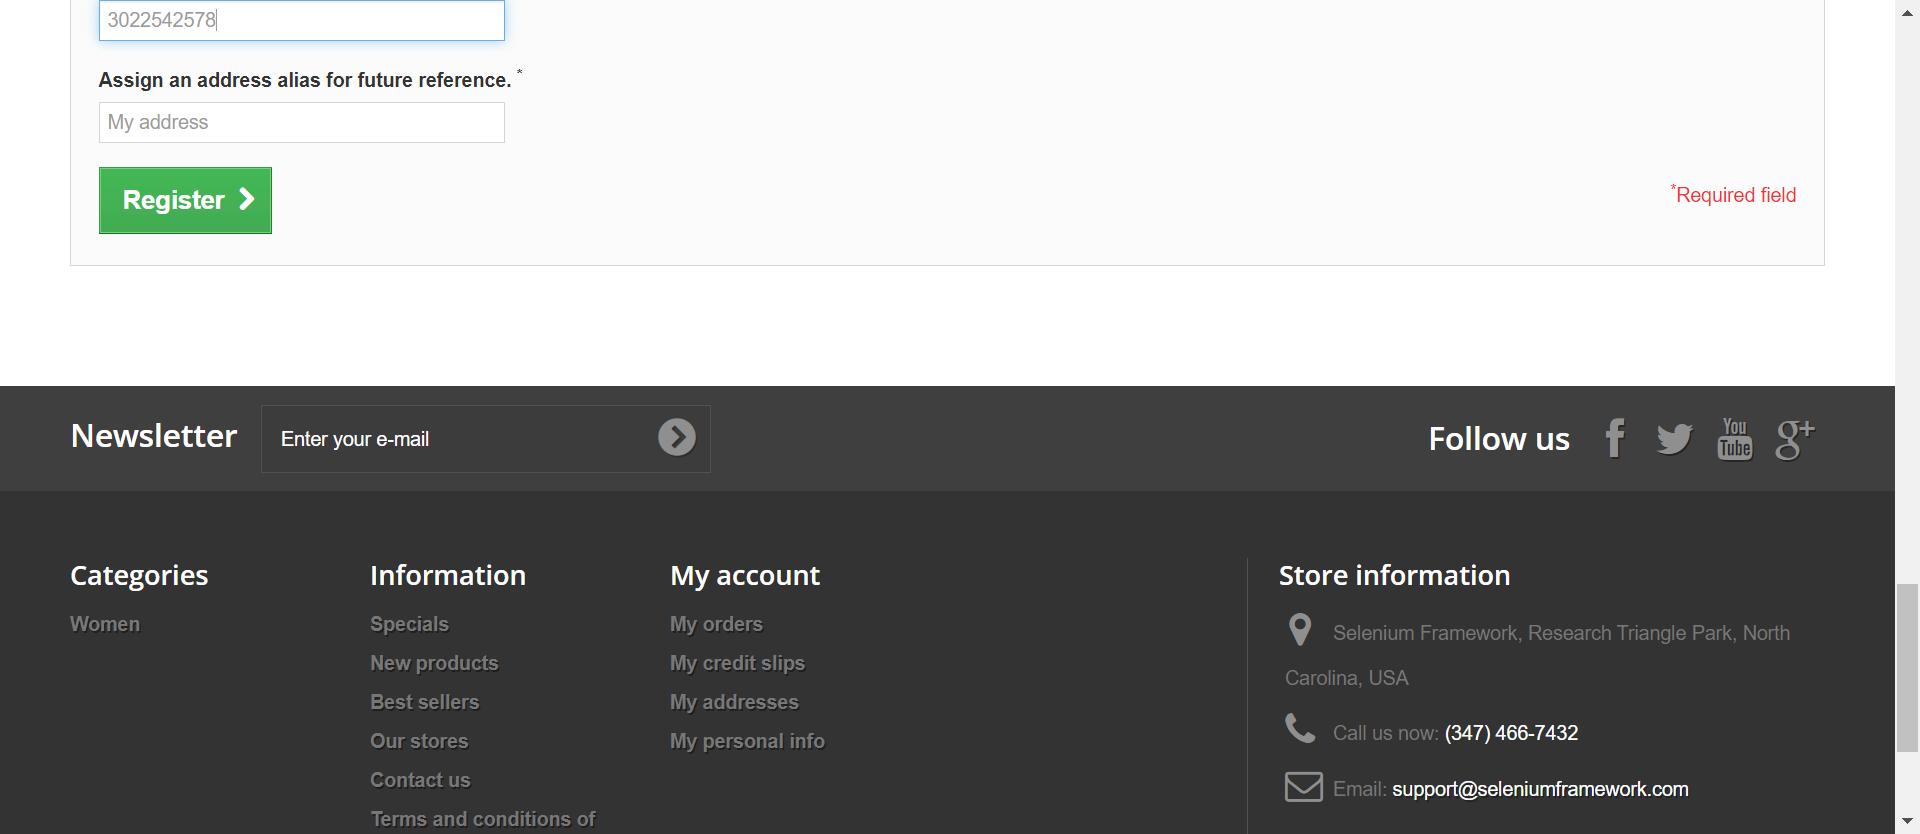 3022542578
Assign an address alias for future reference. *
My address
Register
*Required field
Newsletter
Enter your e-mail
Follow us
You
Tube
g+
Categories
Women
Information
Specials
New products
Best sellers
Our stores
Contact us
Terms and conditions of
My account
My orders
My credit slips
My addresses
My personal info
Store information
Selenium Framework, Research Triangle Park, North
Carolina, USA
Call us now: (347) 466-7432
Email: support@seleniumframework.com